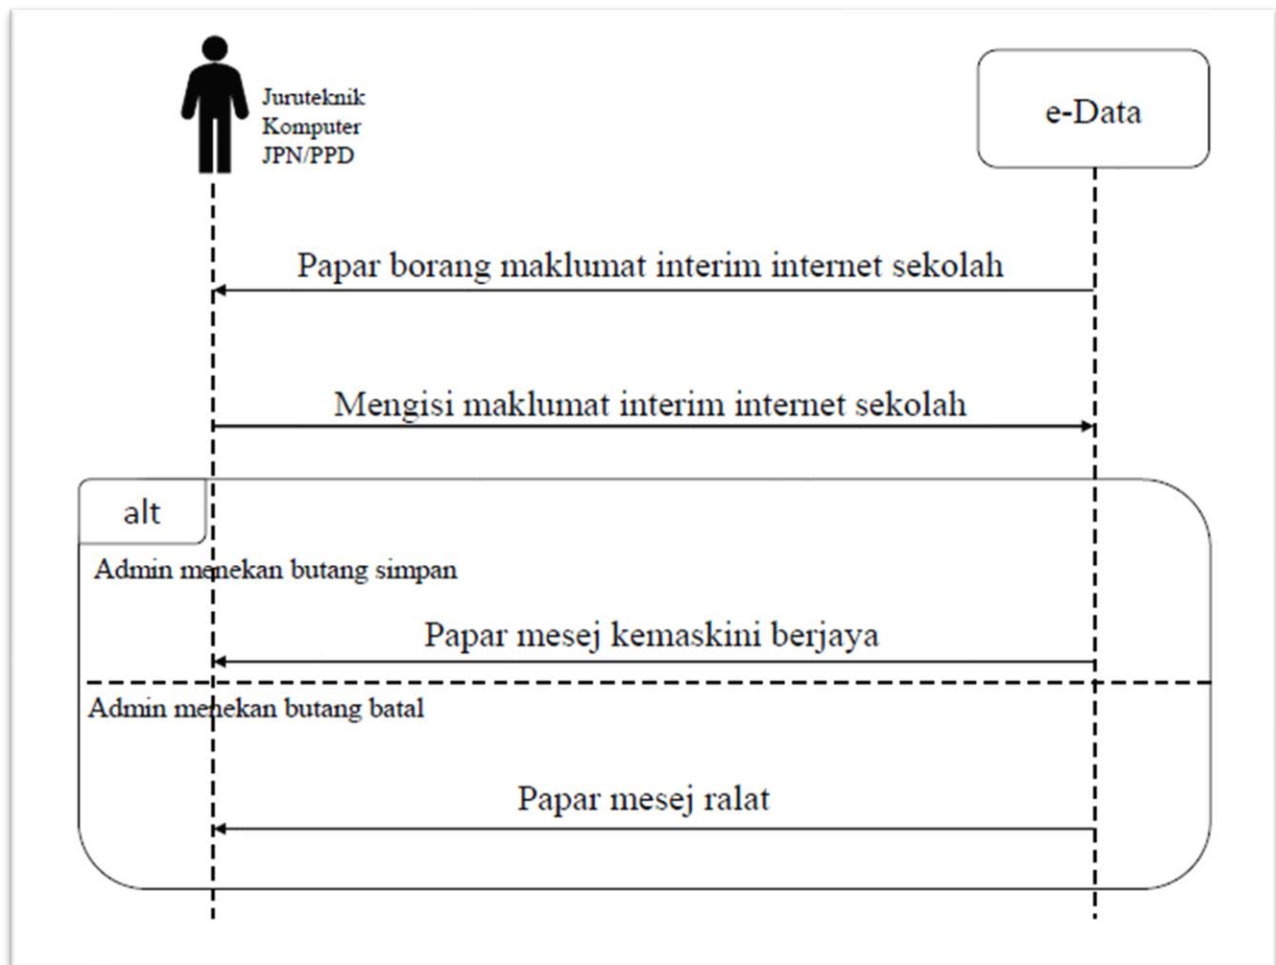 Juruteknik
Komputer
JPN/PPD
e-Data
Papar borang maklumat interim internet sekolah
Mengisi maklumat interim internet sekolah
alt
Admin menekan butang simpan
Papar mesej kemaskini berjaya
Admin menekan butang batal
Papar mesej ralat